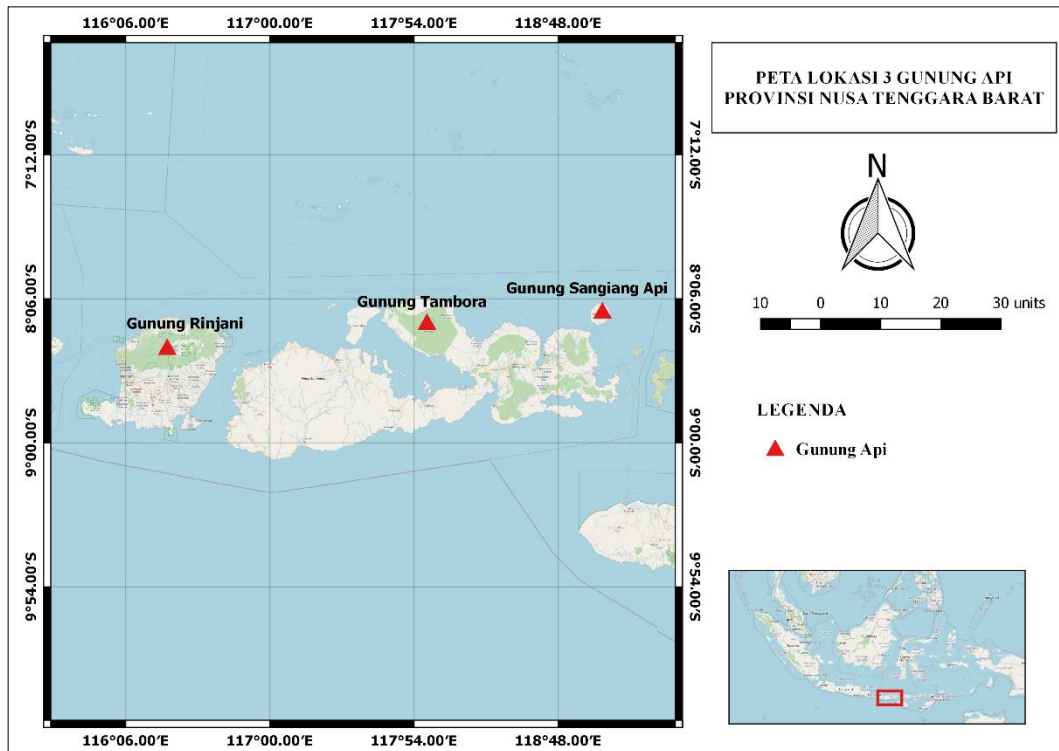 116°06.00′E 117°00.00′E 117°54.00′E 118°48.00′E
7°12.00′S 7°12.00′S
8°06.00′S 8°06.00′S
9°00.00′S 9°00.00′S
9°54.00′S 9°54.00′S
Gunung Rinjani
Gunung Tambora
Gunung Sangiang Api
116°06.00′E 117°00.00′E 117°54.00′E 118°48.00′E
PETA LOKASI 3 GUNUNG API
PROVINSI NUSA TENGGARA BARAT
N
10 0 10 20 30 units
LEGENDA
Gunung Api